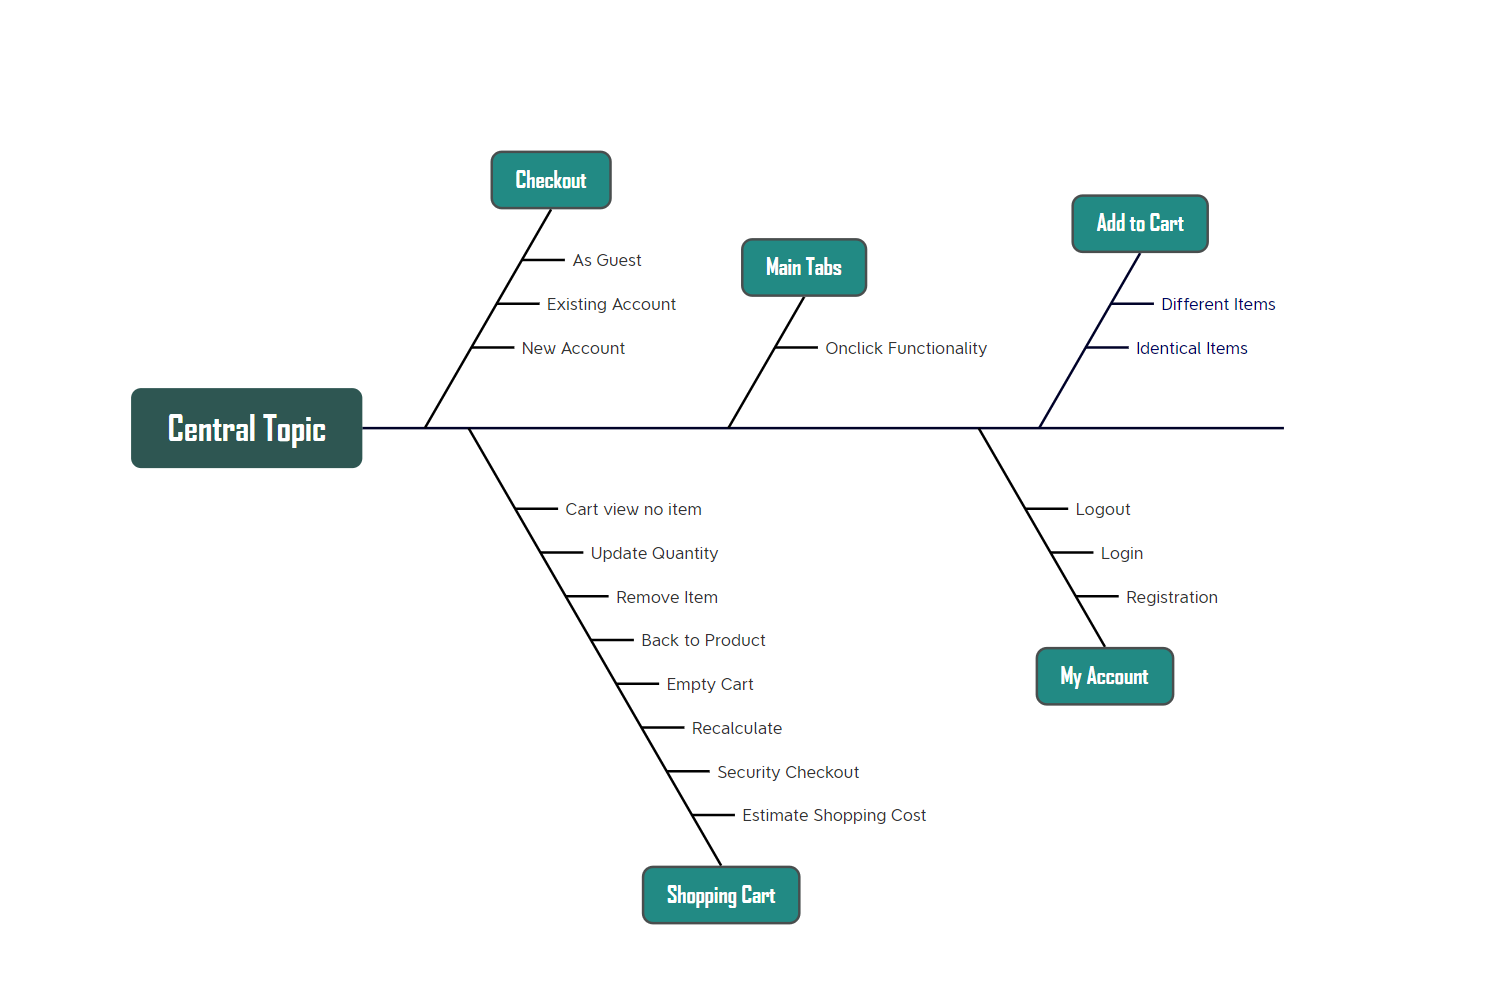 Checkout
As Guest
Existing Account
New Account
Main Tabs
Onclick Functionality
Add to Cart
Different Items
Identical Items
Central Topic
Cart view no item
Update Quantity
Remove Item
Back to Product
Empty Cart
Recalculate
Security Checkout
Estimate Shopping Cost
Shopping Cart
Logout
Login
Registration
My Account